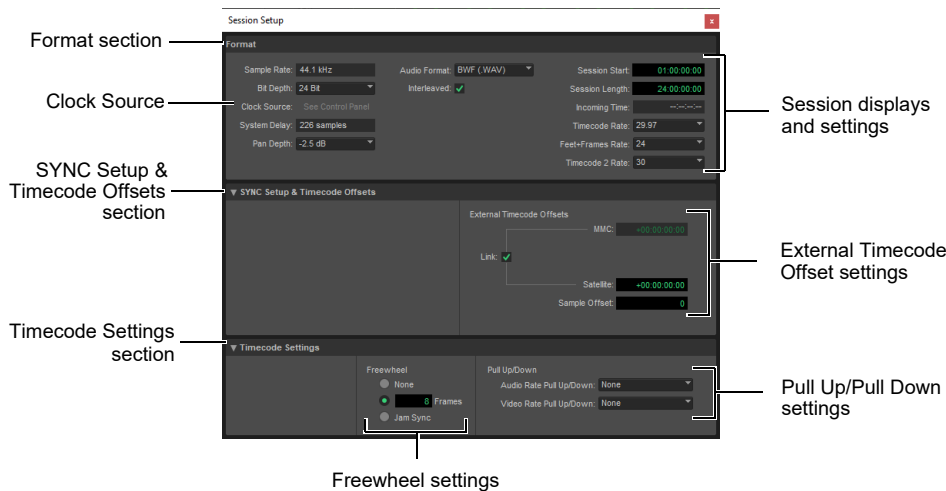 Session Setup
x
Format section
Format
Sample Rate: 44.1 kHz
Audio Format: BWF (.WAV)
Session Start: 01:00:00:00
Bit Depth: 24 Bit
Interleaved:
Session Length: 24:00:00:00
Clock Source
Clock Source: See Control Panel
Incoming Time: --:--:--:--
Session displays
and settings
System Delay: 226 samples
Timecode Rate: 29.97
Pan Depth: -2.5 dB
Feet+Frames Rate: 24
Timecode 2 Rate: 30
SYNC Setup &
Timecode Offsets
section
▼ SYNC Setup & Timecode Offsets
External Timecode Offsets
MMC: +00:00:00:00
Link:
Satellite: +00:00:00:00
Sample Offset: 0
External Timecode
Offset settings
Timecode Settings
section
▼ Timecode Settings
Freewheel
None
8 Frames
Jam Sync
Pull Up/Down
Audio Rate Pull Up/Down: None
Video Rate Pull Up/Down: None
Pull Up/Pull Down
settings
Freewheel settings